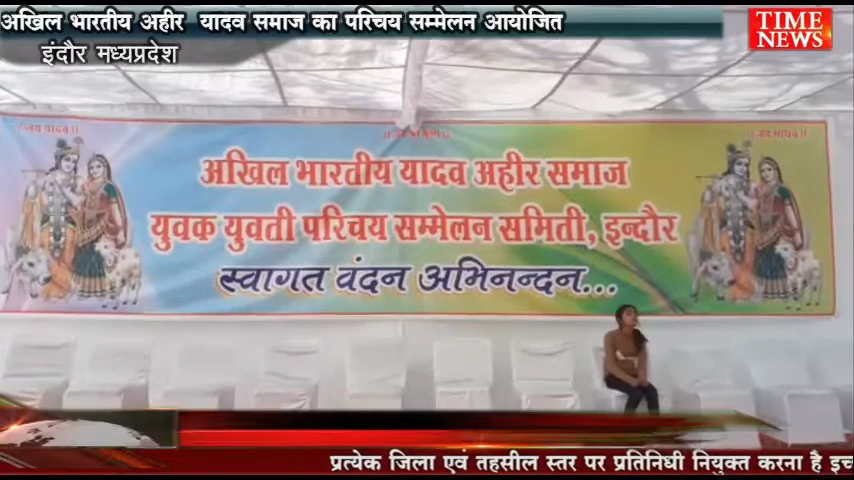 अखिल भारतीय अहीर यादव समाज का परिचय सम्मेलन आयोजित
इंदौर मध्यप्रदेश
TIME
NEWS
अखिल भारतीय यादव अहीर समाज
युवक युवती परिचय सम्मेलन समिती, इन्दौर
स्वागत वंदन अभिनन्दन...
प्रत्येक जिला एवं तहसील स्तर पर प्रतिनिधी नियुक्त करना है